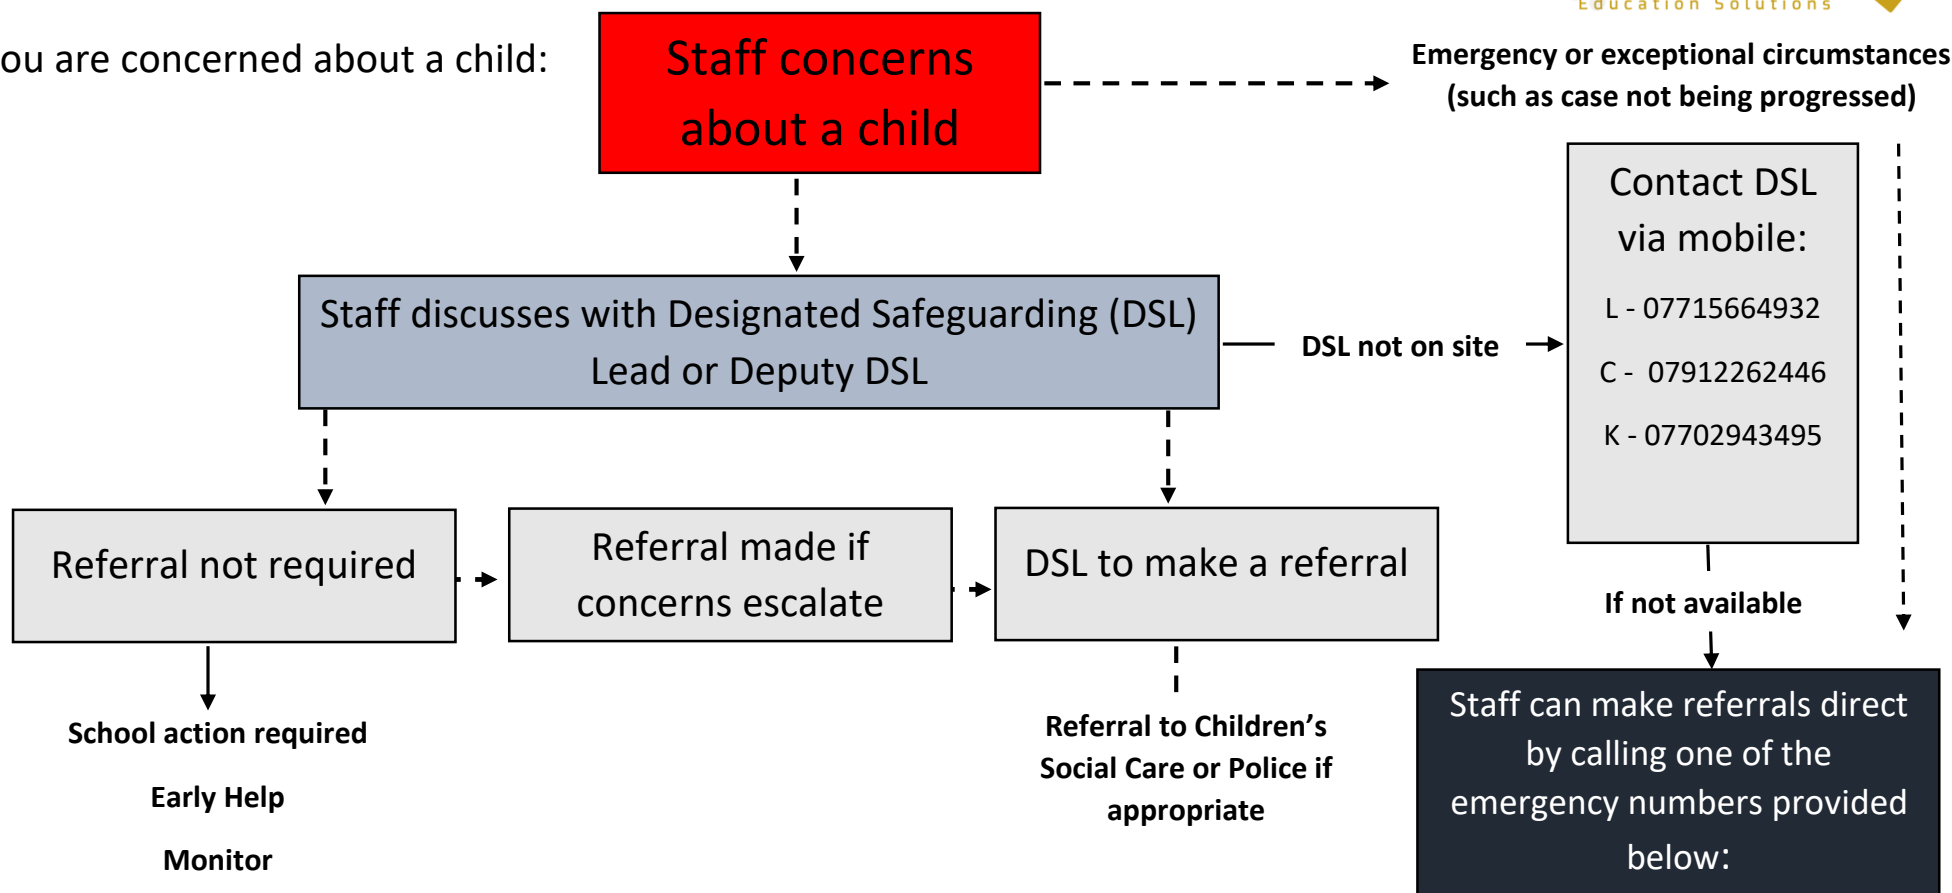 Education Solutions
ou are concerned about a child:
Staff concerns
about a child
Emergency or exceptional circumstances
(such as case not being progressed)
Contact DSL
via mobile:
L - 07715664932
C - 07912262446
K - 07702943495
Staff discusses with Designated Safeguarding (DSL)
Lead or Deputy DSL
DSL not on site
Referral not required
Referral made if
concerns escalate
DSL to make a referral
If not available
School action required
Early Help
Monitor
Referral to Children’s
Social Care or Police if
appropriate
Staff can make referrals direct
by calling one of the
emergency numbers provided
below: